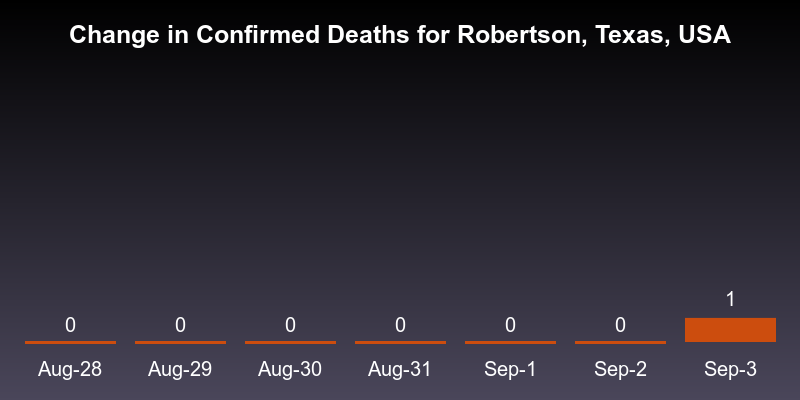 Change in Confirmed Deaths for Robertson, Texas, USA
0 0 0 0 0 0 1
Aug-28 Aug-29 Aug-30 Aug-31 Sep-1 Sep-2 Sep-3